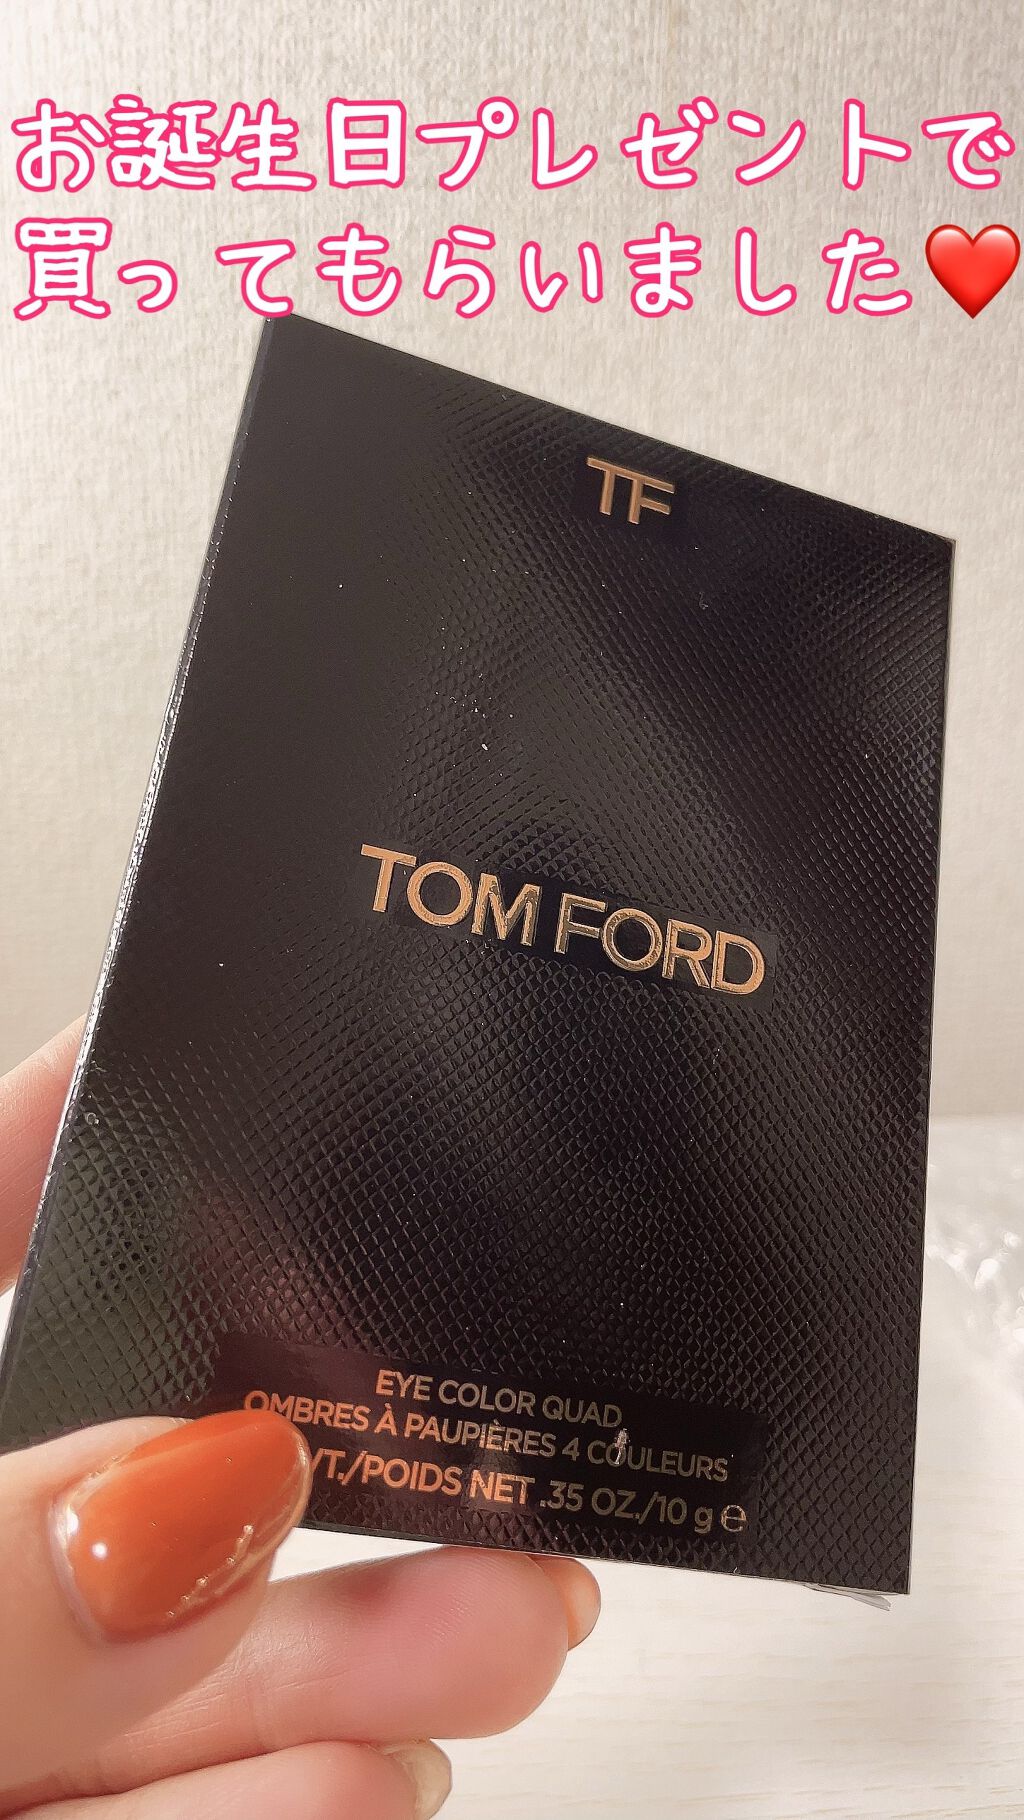 お誕生日プレゼントで
買ってもらいました❤️
TF
TOM FORD
EYE COLOR QUAD
OMBRES À PAUPIÈRES 4 COULEURS
/POIDS NET .35 OZ./10 g ℮